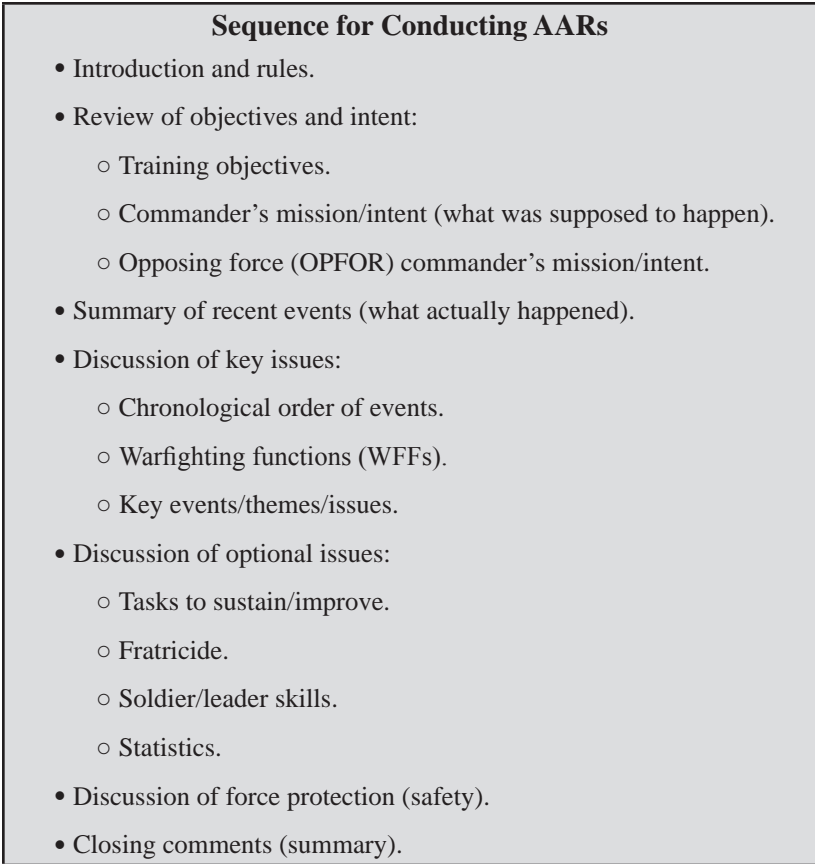 Sequence for Conducting AARs
• Introduction and rules.
• Review of objectives and intent:
○ Training objectives.
○ Commander’s mission/intent (what was supposed to happen).
○ Opposing force (OPFOR) commander’s mission/intent.
• Summary of recent events (what actually happened).
• Discussion of key issues:
○ Chronological order of events.
○ Warfighting functions (WFFs).
○ Key events/themes/issues.
• Discussion of optional issues:
○ Tasks to sustain/improve.
○ Fratricide.
○ Soldier/leader skills.
○ Statistics.
• Discussion of force protection (safety).
• Closing comments (summary).